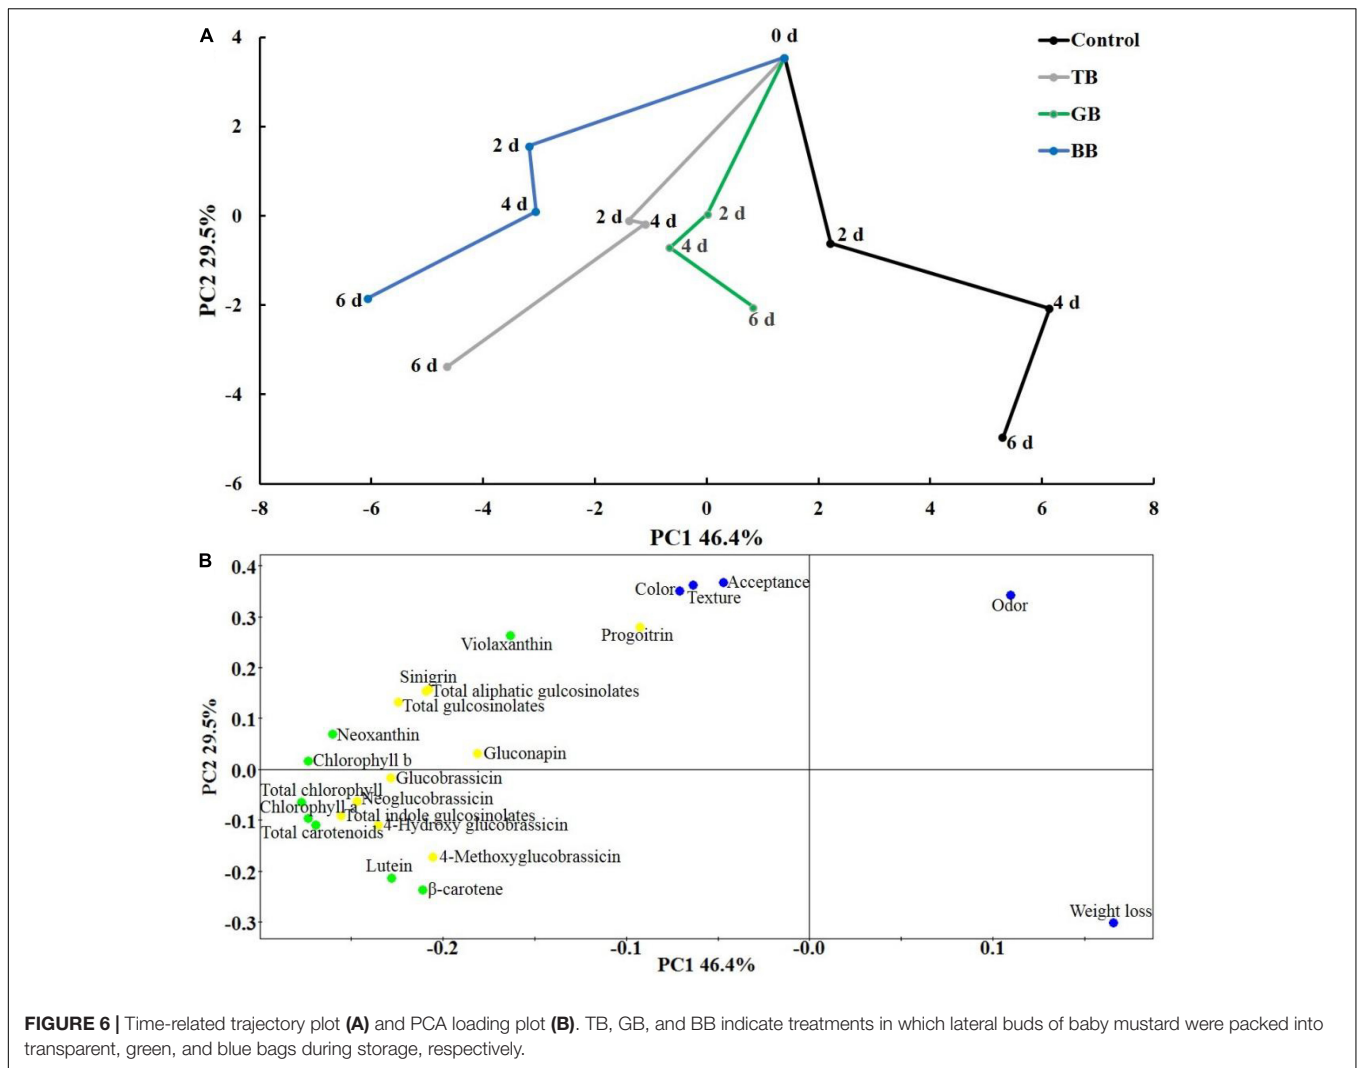 A
4
2
0
-2
-4
-6
PC2 29.5%
0 d
2 d
4 d
6 d
2 d
4 d
6 d
2 d
4 d
6 d
2 d
4 d
6 d
Control
TB
GB
BB
-8
-6
-4
-2
0
2
4
6
8
PC1 46.4%
B
0.4
0.3
0.2
0.1
0.0
-0.1
-0.2
-0.3
PC2 29.5%
Color
Acceptance
Texture
Odor
Progoitrin
Violaxanthin
Sinigrin
Total aliphatic gulcosinolates
Total gulcosinolates
Neoxanthin
Gluconapin
Chlorophyll b
Glucobrassicin
Total chlorophyll
Neoglucobrassicin
Chlorophyll a
Total indole gulcosinolates
4-Hydroxy glucobrassicin
Total carotenoids
4-Methoxyglucobrassicin
Lutein
β-carotene
Weight loss
-0.2
-0.1
-0.0
0.1
PC1 46.4%
FIGURE 6 | Time-related trajectory plot (A) and PCA loading plot (B). TB, GB, and BB indicate treatments in which lateral buds of baby mustard were packed into
transparent, green, and blue bags during storage, respectively.